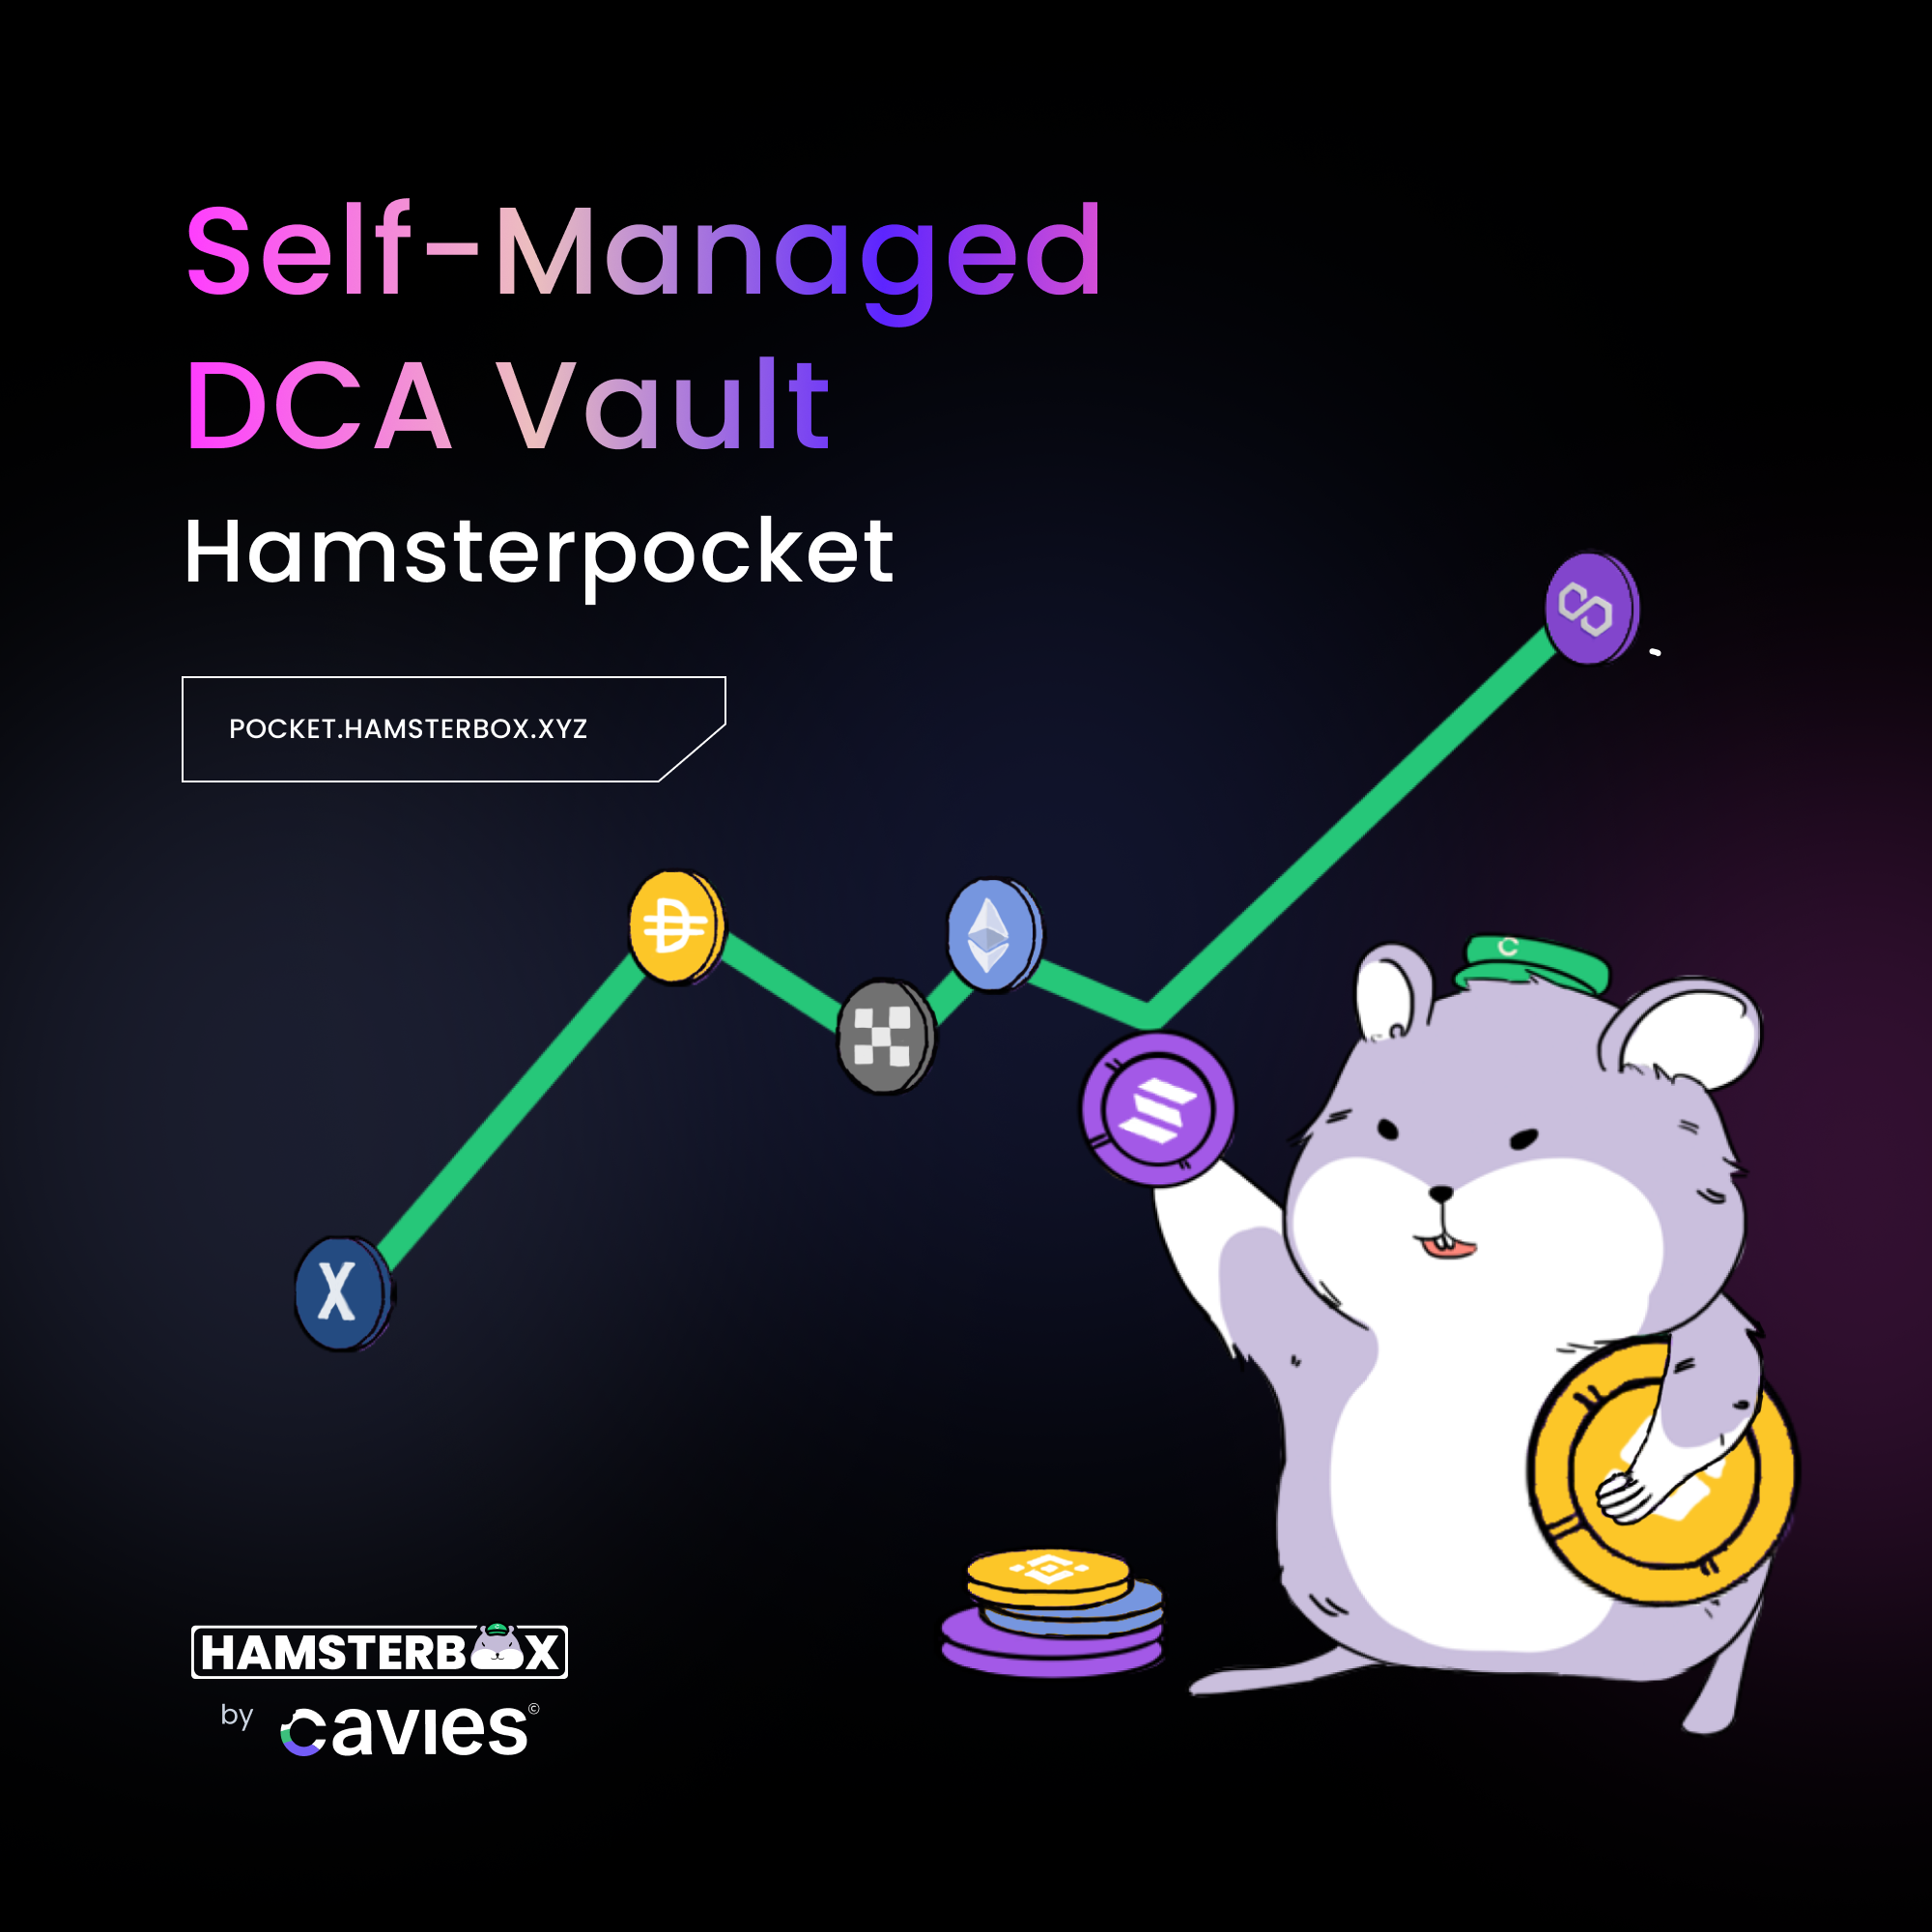 Self-Managed
DCA Vault
Hamsterpocket
POCKET.HAMSTERBOX.XYZ
X
C
HAMSTERBOX
by cavies©